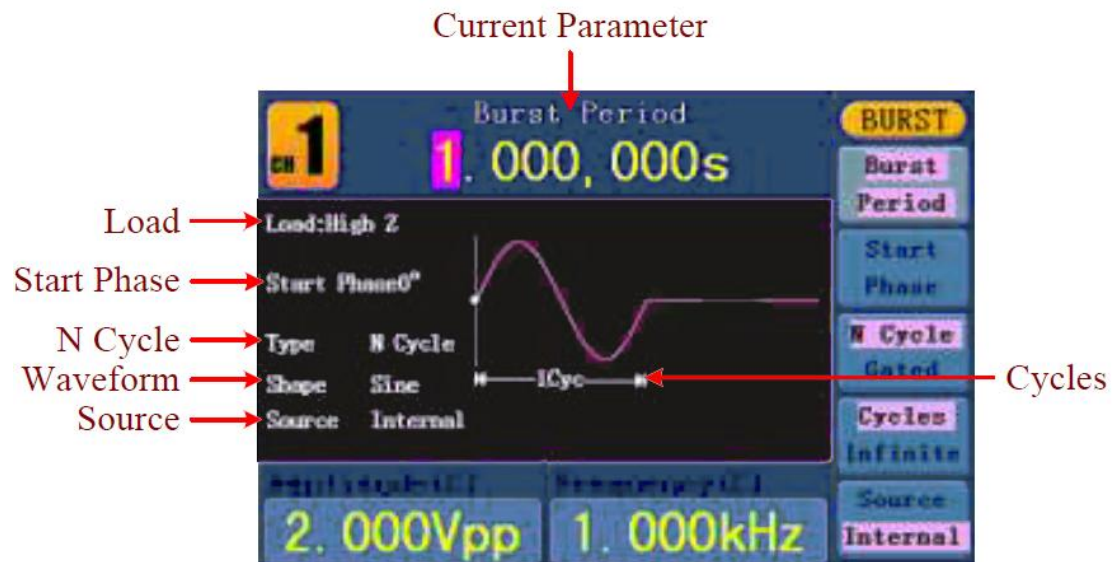 Current Parameter
CH 1
Burst Period
1.000,000s
BURST
Burst
Period
Load
Load:High Z
Start
Phase
Start Phase
Start Phase0°
N Cycle
Type N Cycle
N Cycle
Gated
Waveform
Shape Sine
1Cyc
Cycles
Source
Source Internal
Cycles
Infinite
2.000Vpp
1.000kHz
Source
Internal